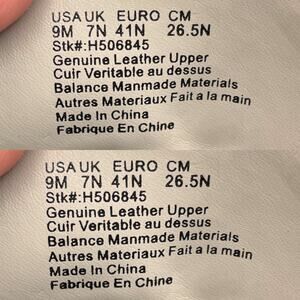 USA UK EURO CM
9M 7N 41N 26.5N
Stk#:H506845
Genuine Leather Upper
Cuir Veritable au dessus
Balance Manmade Materials
Autres Materiaux Fait a la main
Made In China
Fabrique En Chine
USA UK EURO CM
9M 7N 41N 26.5N
Stk#:H506845
Genuine Leather Upper
Cuir Veritable au dessus
Balance Manmade Materials
Autres Materiaux Fait a la main
Made In China
Fabrique En Chine